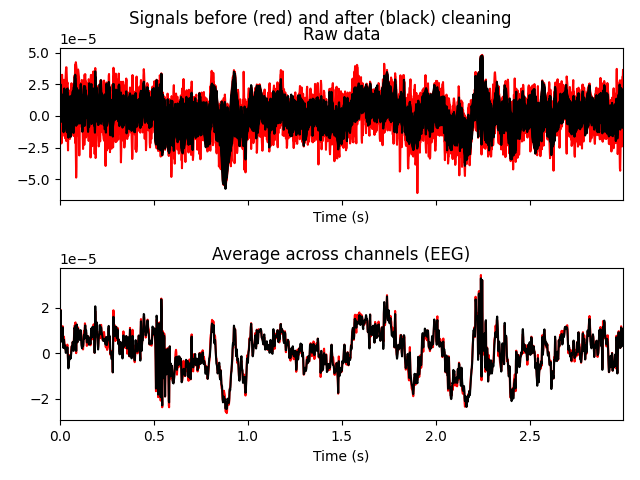 Signals before (red) and after (black) cleaning
Raw data
1e−5
5.0
2.5
0.0
−2.5
−5.0
Time (s)
Average across channels (EEG)
1e−5
2
0
−2
0.0 0.5 1.0 1.5 2.0 2.5
Time (s)